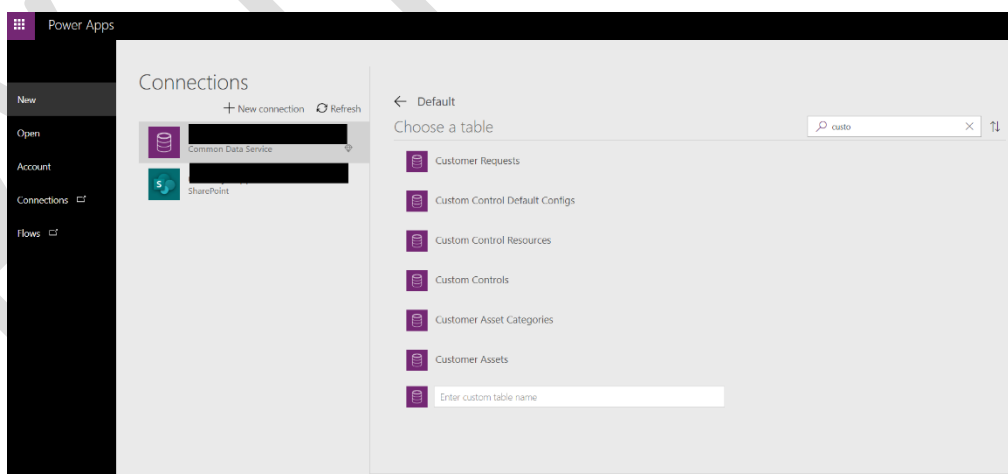 Power Apps
New
Open
Account
Connections
Flows
Connections
New connection Refresh
Common Data Service
SharePoint
Default
Choose a table
custo
Customer Requests
Custom Control Default Configs
Custom Control Resources
Custom Controls
Customer Asset Categories
Customer Assets
Enter custom table name